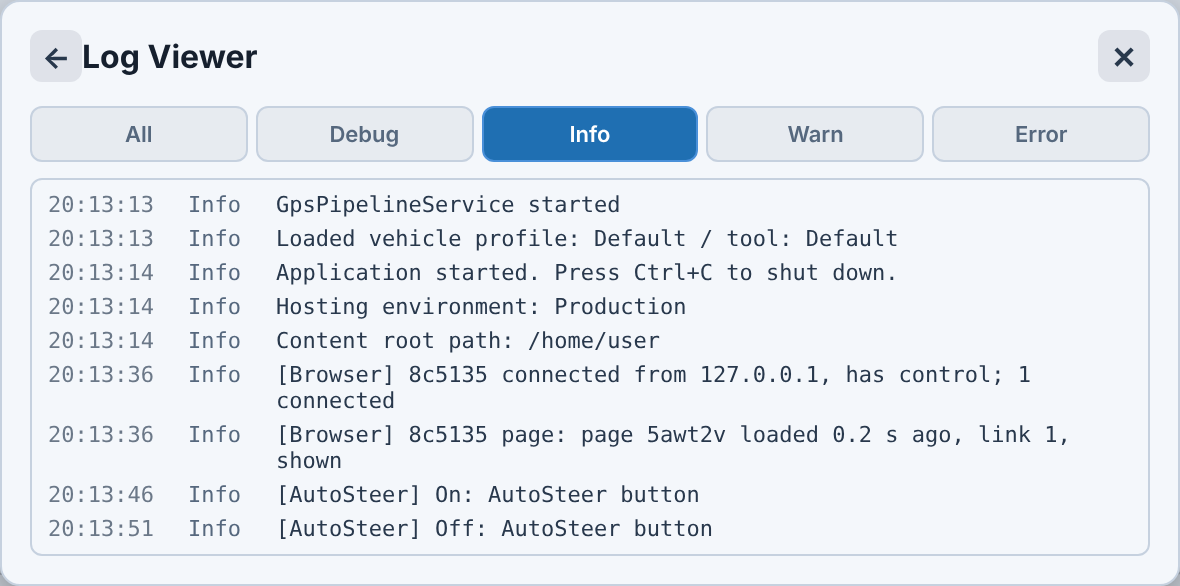 Log Viewer
All Debug Info Warn Error
20:13:13 Info GpsPipelineService started
20:13:13 Info Loaded vehicle profile: Default / tool: Default
20:13:14 Info Application started. Press Ctrl+C to shut down.
20:13:14 Info Hosting environment: Production
20:13:14 Info Content root path: /home/user
20:13:36 Info [Browser] 8c5135 connected from 127.0.0.1, has control; 1
connected
20:13:36 Info [Browser] 8c5135 page: page 5awt2v loaded 0.2 s ago, link 1,
shown
20:13:46 Info [AutoSteer] On: AutoSteer button
20:13:51 Info [AutoSteer] Off: AutoSteer button